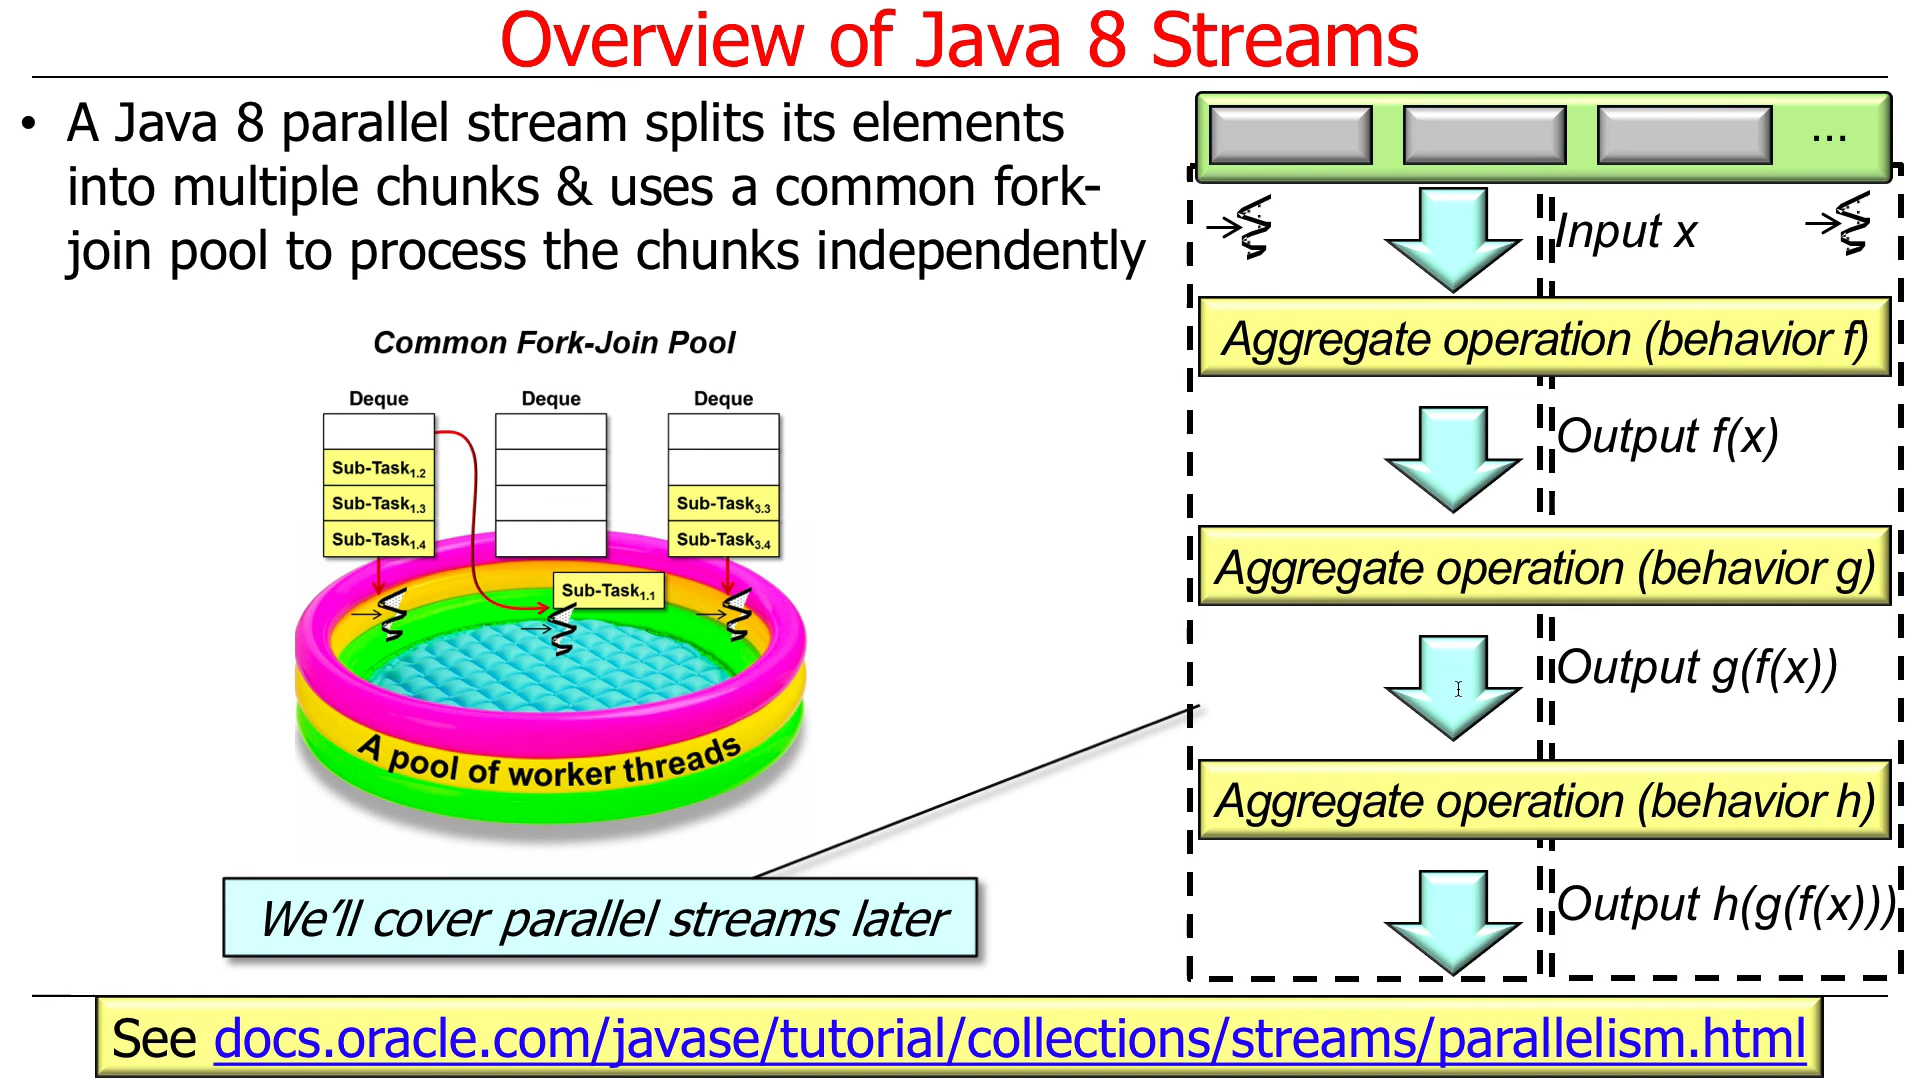 Overview of Java 8 Streams
• A Java 8 parallel stream splits its elements
into multiple chunks & uses a common fork-
join pool to process the chunks independently
Common Fork-Join Pool
Deque Deque Deque
Sub-Task1.2
Sub-Task1.3 Sub-Task3.3
Sub-Task1.4 Sub-Task3.4
Sub-Task1.1
A pool of worker threads
We’ll cover parallel streams later
...
Input x
Aggregate operation (behavior f)
Output f(x)
Aggregate operation (behavior g)
Output g(f(x))
Aggregate operation (behavior h)
Output h(g(f(x)))
See docs.oracle.com/javase/tutorial/collections/streams/parallelism.html